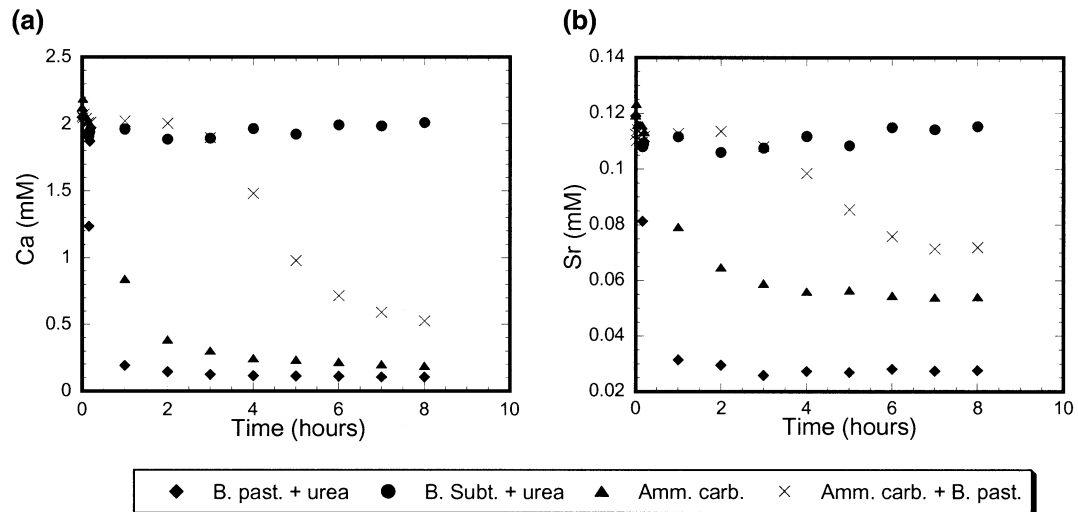 (a)
Ca (mM)
2.5
2
1.5
1
0.5
0
0 2 4 6 8 10
Time (hours)
(b)
Sr (mM)
0.14
0.12
0.1
0.08
0.06
0.04
0.02
0 2 4 6 8 10
Time (hours)
B. past. + urea B. Subt. + urea Amm. carb. Amm. carb. + B. past.